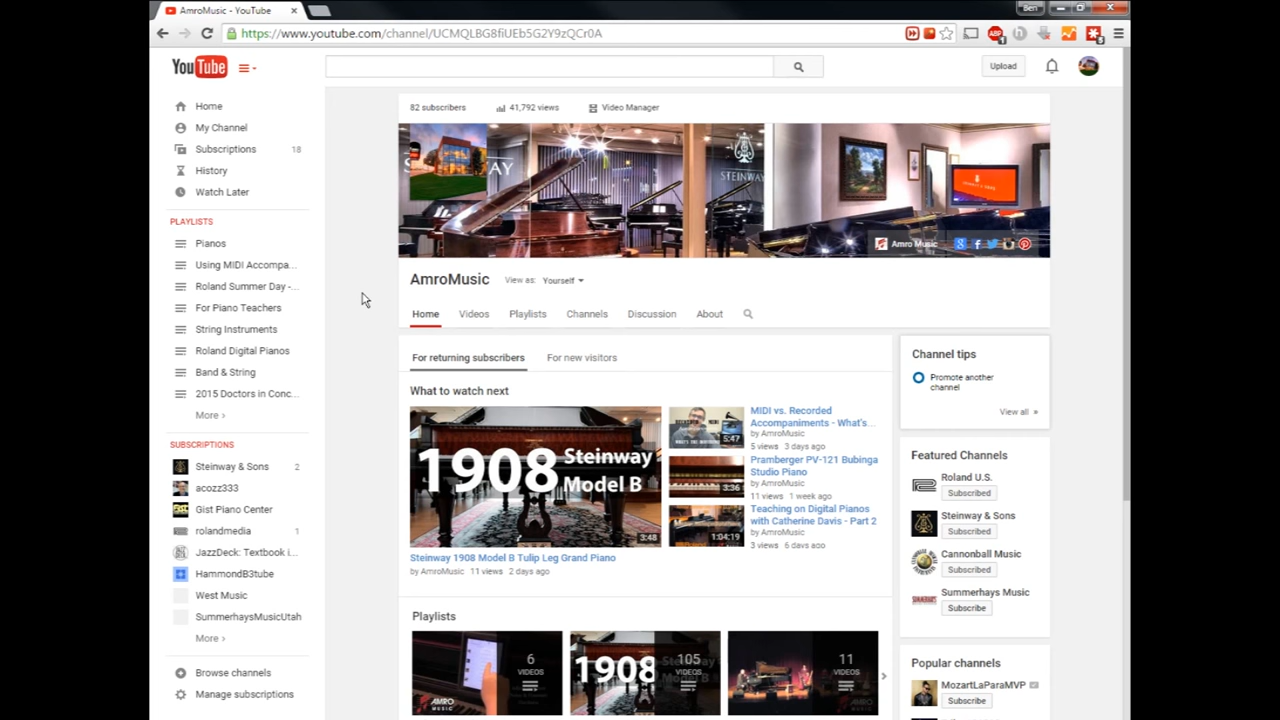 AmroMusic - YouTube
Ben
https://www.youtube.com/channel/UCMQLBG8fiUEb5G2Y9zQCr0A
YouTube
Upload
Home
My Channel
Subscriptions 18
History
Watch Later
PLAYLISTS
Pianos
Using MIDI Accompa...
Roland Summer Day -...
For Piano Teachers
String Instruments
Roland Digital Pianos
Band & String
2015 Doctors in Conc...
More ›
SUBSCRIPTIONS
Steinway & Sons 2
acozz333
Gist Piano Center
rolandmedia 1
JazzDeck: Textbook i...
HammondB3tube
West Music
SummerhaysMusicUtah
More ›
Browse channels
Manage subscriptions
82 subscribers 41,792 views Video Manager
STEINWAY
Amro Music
AmroMusic View as: Yourself
Home Videos Playlists Channels Discussion About
For returning subscribers For new visitors
What to watch next
1908 Steinway
Model B
3:48
Steinway 1908 Model B Tulip Leg Grand Piano
by AmroMusic 11 views 2 days ago
5:47
MIDI vs. Recorded
Accompaniments - What's...
by AmroMusic
5 views 3 days ago
3:36
Pramberger PV-121 Bubinga
Studio Piano
by AmroMusic
11 views 1 week ago
1:04:19
Teaching on Digital Pianos
with Catherine Davis - Part 2
by AmroMusic
3 views 6 days ago
Playlists
6
VIDEOS
AMRO
MUSIC
1908
105
VIDEOS
11
VIDEOS
Channel tips
Promote another
channel
View all »
Featured Channels
Roland U.S.
Subscribed
Steinway & Sons
Subscribed
Cannonball Music
Subscribed
Summerhays Music
Subscribe
Popular channels
MozartLaParaMVP
Subscribe